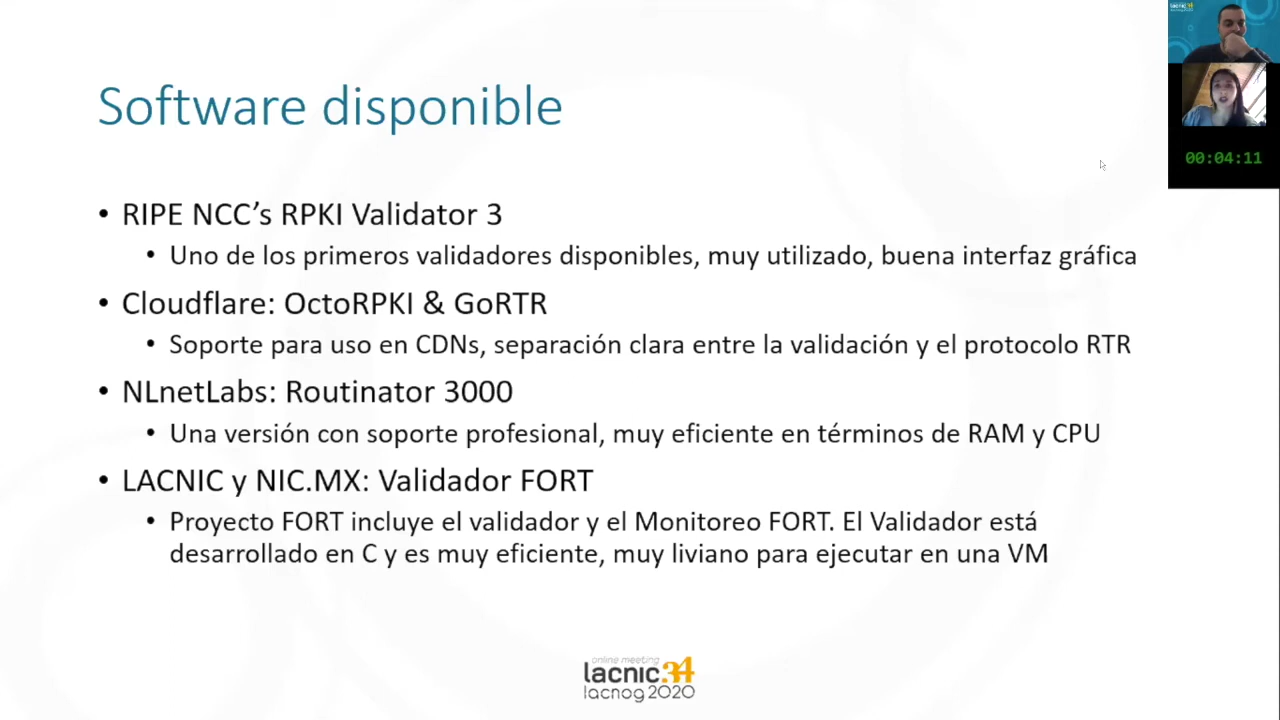 Software disponible
• RIPE NCC’s RPKI Validator 3
• Uno de los primeros validadores disponibles, muy utilizado, buena interfaz gráfica
• Cloudflare: OctoRPKI & GoRTR
• Soporte para uso en CDNs, separación clara entre la validación y el protocolo RTR
• NLnetLabs: Routinator 3000
• Una versión con soporte profesional, muy eficiente en términos de RAM y CPU
• LACNIC y NIC.MX: Validador FORT
• Proyecto FORT incluye el validador y el Monitoreo FORT. El Validador está
desarrollado en C y es muy eficiente, muy liviano para ejecutar en una VM
online meeting
lacnic34
lacnog2020
lacnic34
00:04:11